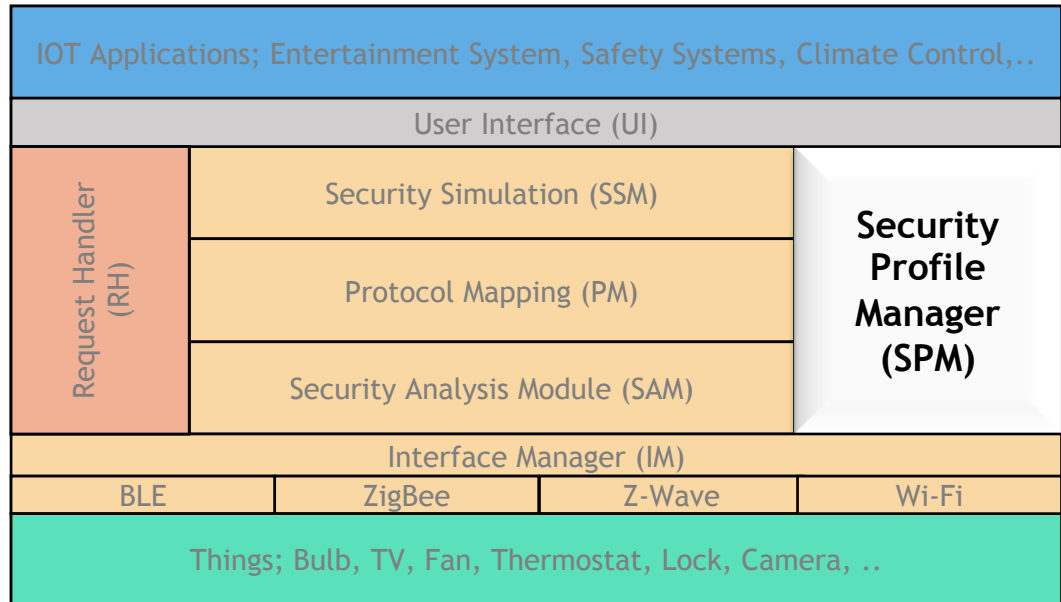 IOT Applications; Entertainment System, Safety Systems, Climate Control,..
User Interface (UI)
Request Handler
(RH)
Security Simulation (SSM)
Protocol Mapping (PM)
Security Analysis Module (SAM)
Security
Profile
Manager
(SPM)
Interface Manager (IM)
BLE
ZigBee
Z-Wave
Wi-Fi
Things; Bulb, TV, Fan, Thermostat, Lock, Camera, ..